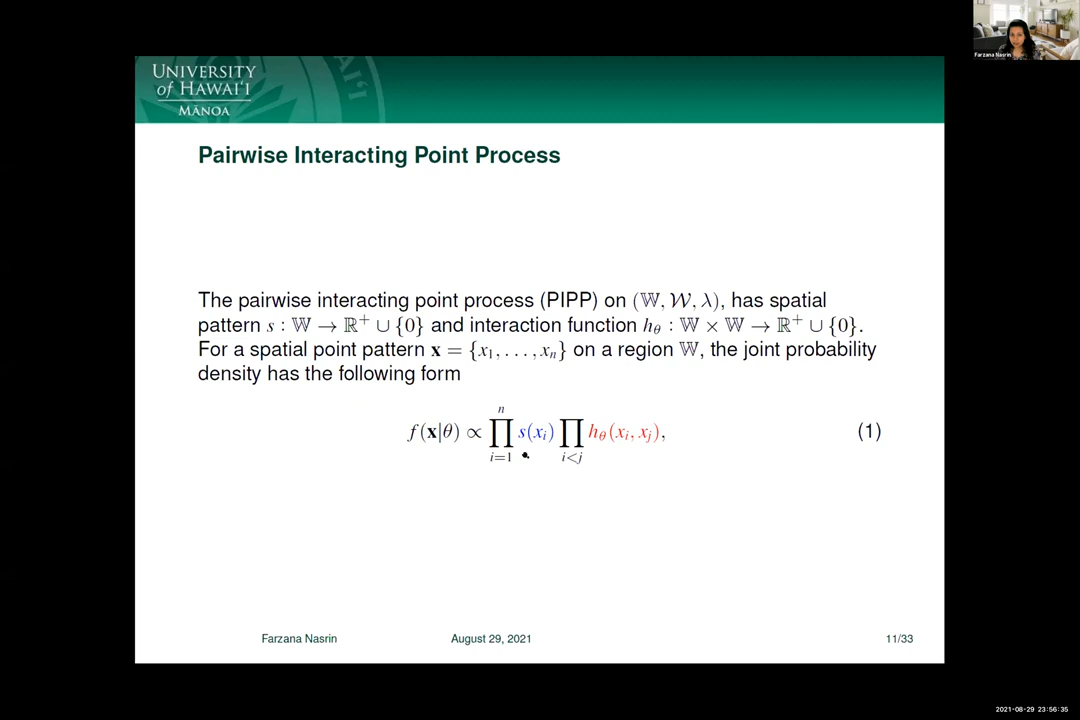 Farzana Nasrin
UNIVERSITY
of HAWAIʻI
MĀNOA
Pairwise Interacting Point Process
The pairwise interacting point process (PIPP) on (𝕎, 𝒲, λ), has spatial
pattern s : 𝕎 → ℝ⁺ ∪ {0} and interaction function h_θ : 𝕎 × 𝕎 → ℝ⁺ ∪ {0}.
For a spatial point pattern x = {x₁, . . . , xₙ} on a region 𝕎, the joint probability
density has the following form
f(x|θ) ∝ ∏_{i=1}^{n} s(x_i) ∏_{i<j} h_θ(x_i, x_j), (1)
Farzana Nasrin August 29, 2021 11/33
2021-08-29 23:56:35